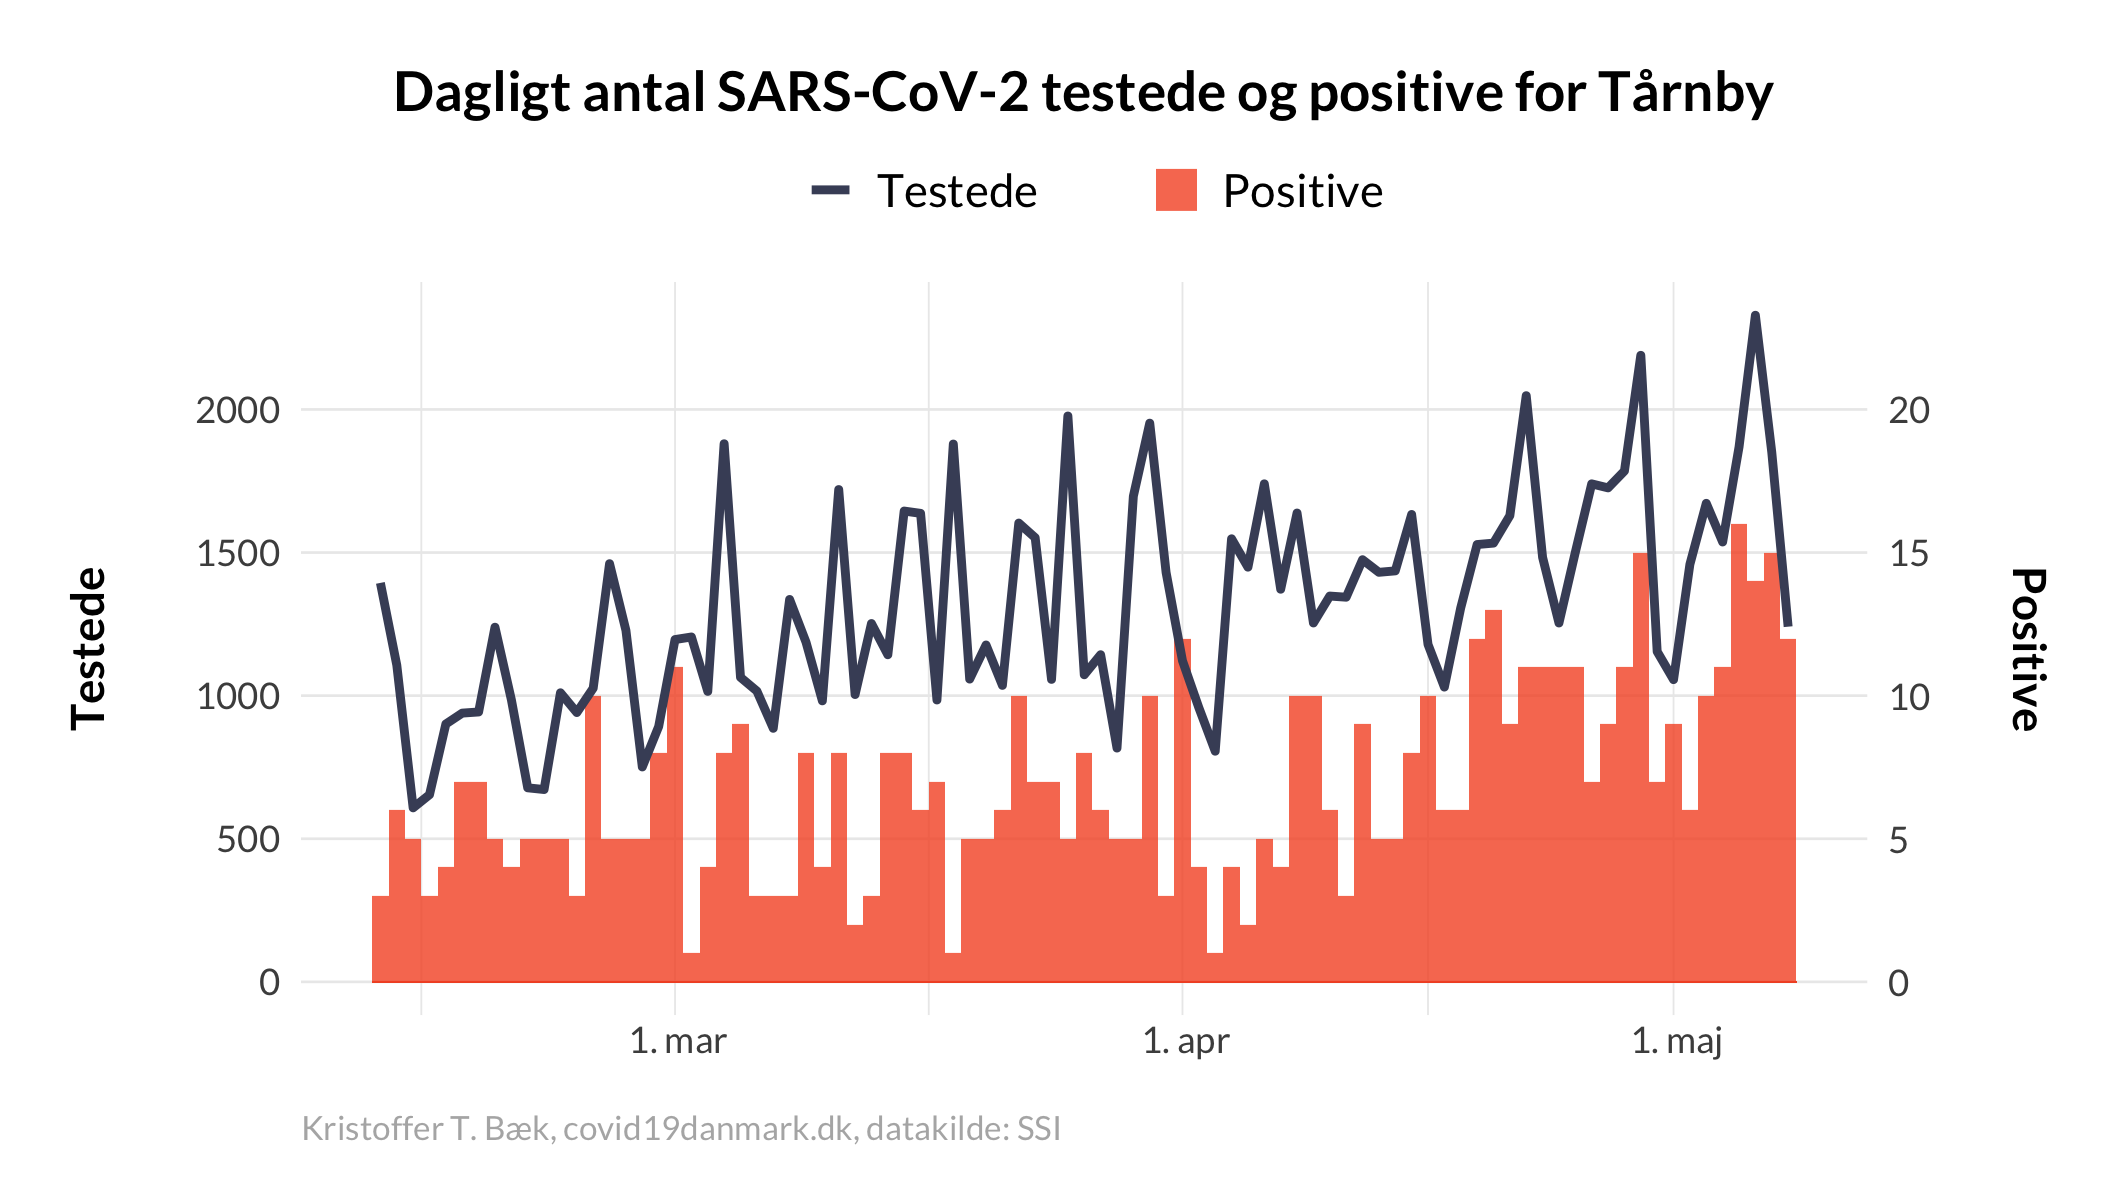 Dagligt antal SARS-CoV-2 testede og positive for Tårnby
Testede Positive
Testede
Positive
2000 20
1500 15
1000 10
500 5
0 0
1. mar 1. apr 1. maj
Kristoffer T. Bæk, covid19danmark.dk, datakilde: SSI